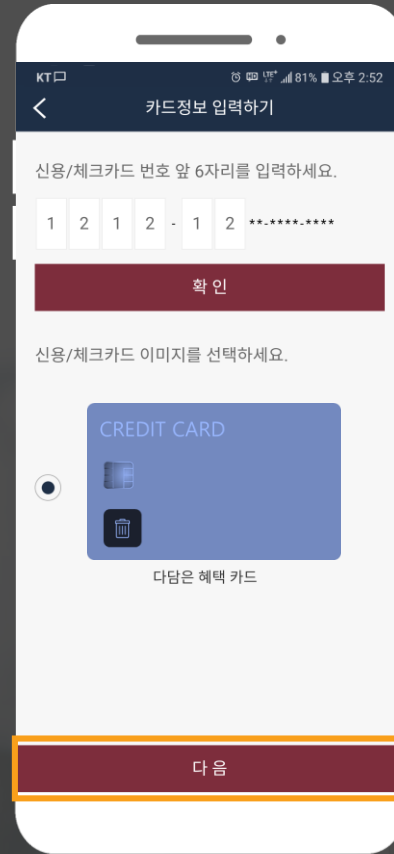 KT HD LTE+ 81% 오후 2:52
카드정보 입력하기
신용/체크카드 번호 앞 6자리를 입력하세요.
1 2 1 2 - 1 2 **-****-****
확 인
신용/체크카드 이미지를 선택하세요.
CREDIT CARD
다담은 혜택 카드
다 음